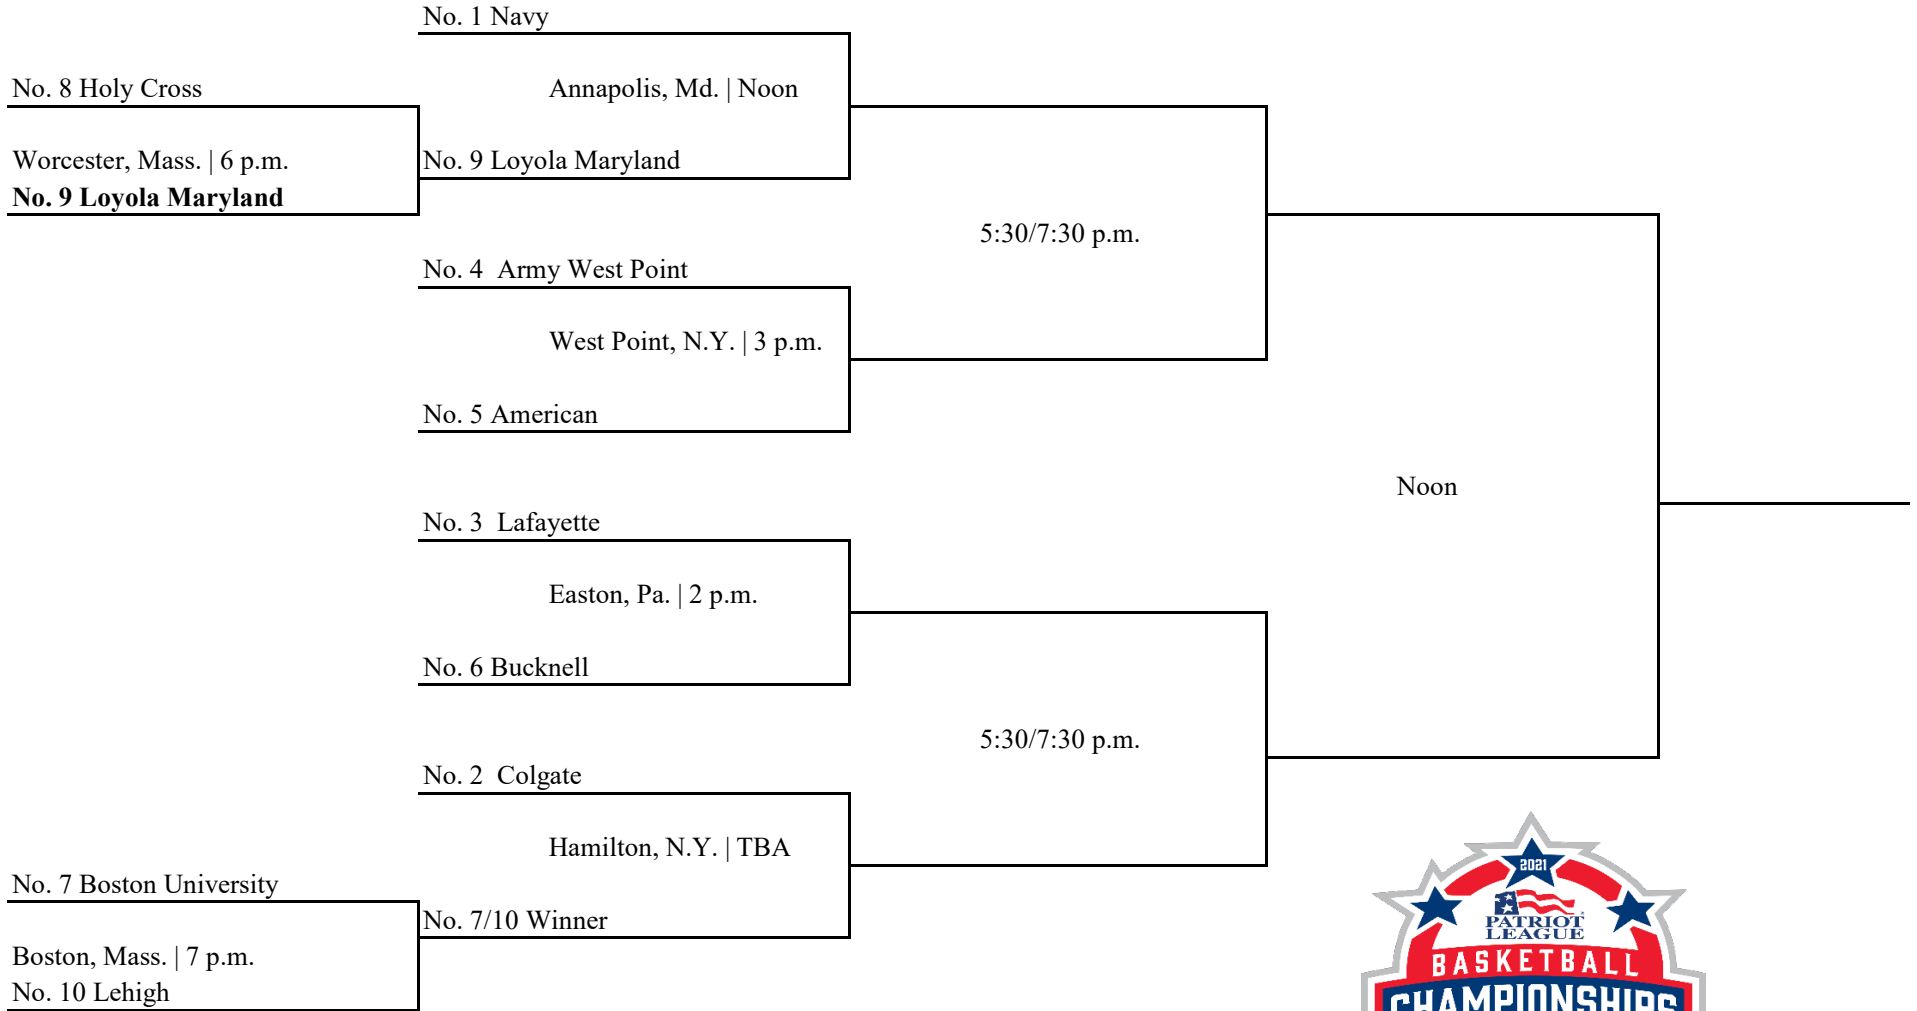 No. 1 Navy
No. 8 Holy Cross
Annapolis, Md. | Noon
Worcester, Mass. | 6 p.m.
No. 9 Loyola Maryland
No. 9 Loyola Maryland
5:30/7:30 p.m.
No. 4  Army West Point
West Point, N.Y. | 3 p.m.
No. 5 American
Noon
No. 3  Lafayette
Easton, Pa. | 2 p.m.
No. 6 Bucknell
5:30/7:30 p.m.
No. 2  Colgate
Hamilton, N.Y. | TBA
No. 7 Boston University
No. 7/10 Winner
Boston, Mass. | 7 p.m.
No. 10 Lehigh
2021
PATRIOT
LEAGUE
BASKETBALL
CHAMPIONSHIPS